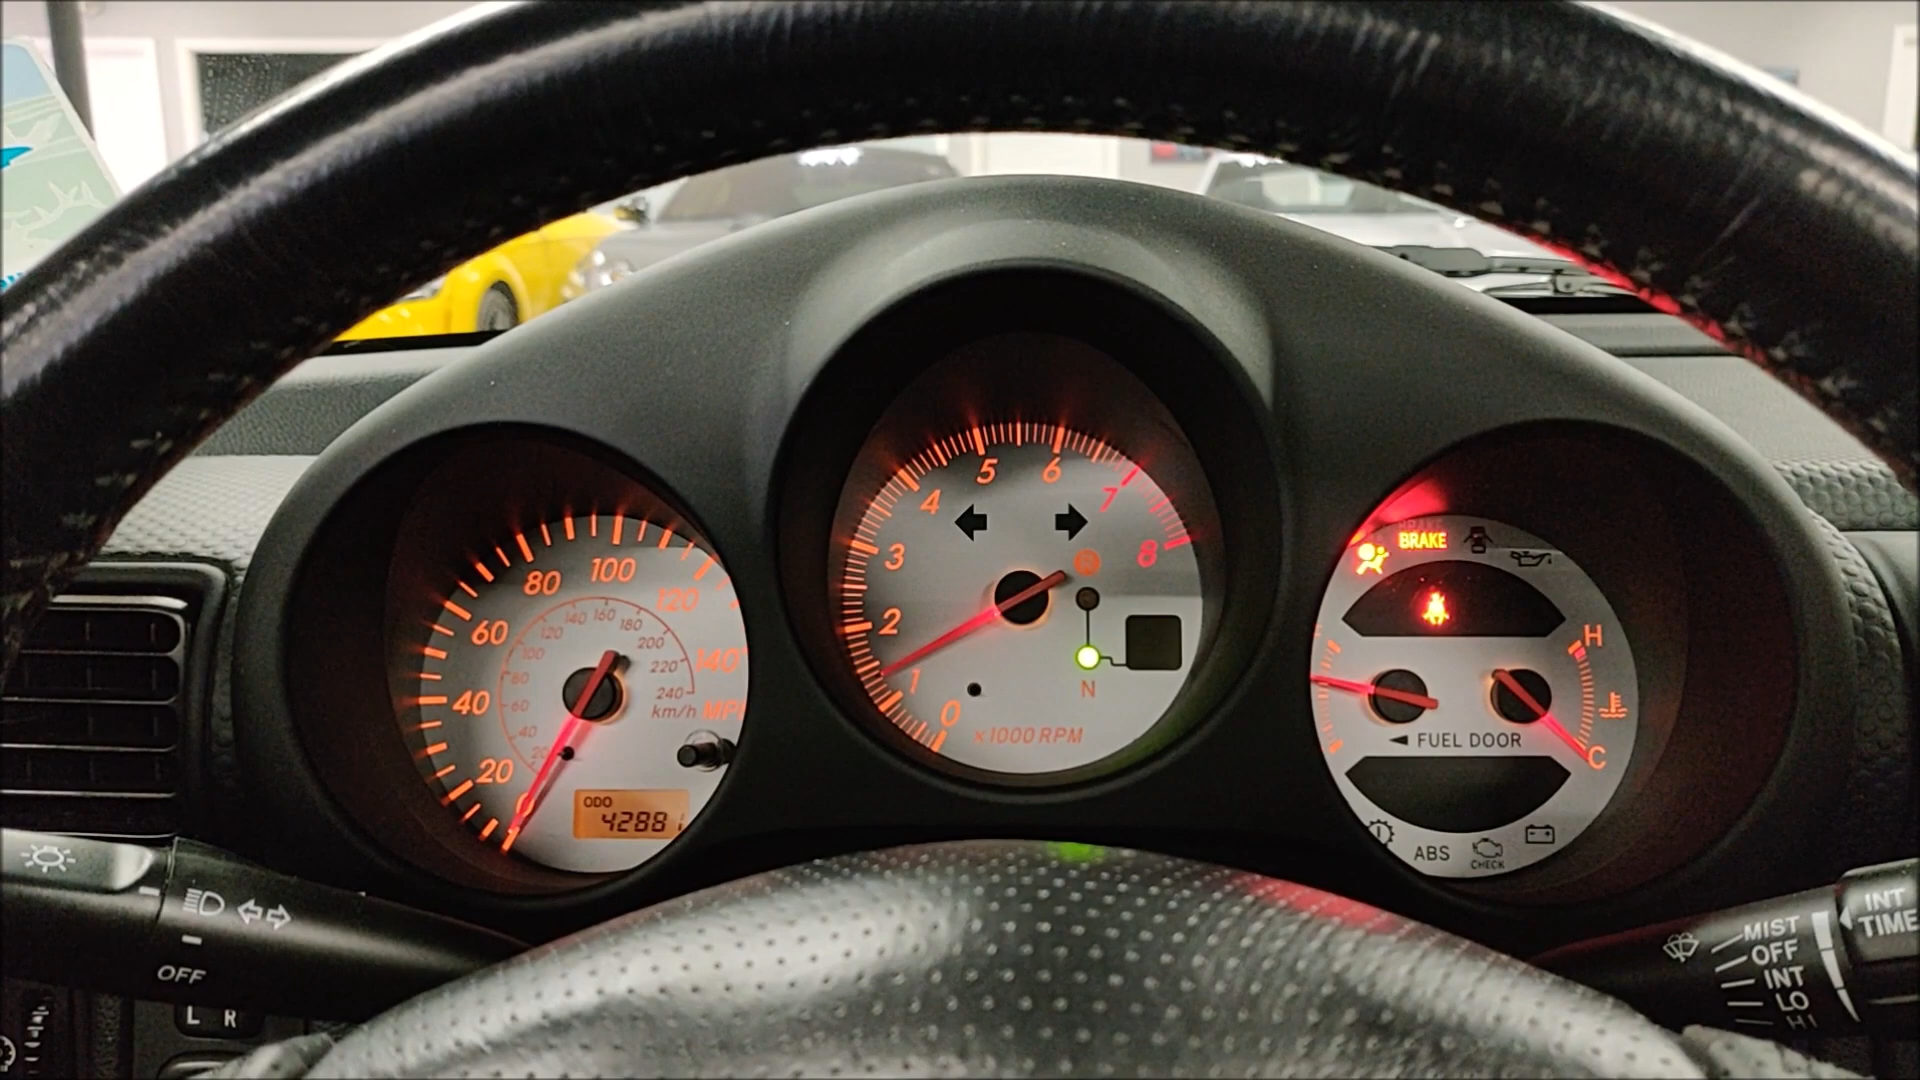 80 100 120 140
60
40
20
0
20 40 60 80 100 120 140 160 180 200 220 240
km/h
ODO
4288
0 1 2 3 4 5 6 7 8
x1000 RPM
R
N
BRAKE
H
C
◄ FUEL DOOR
ABS
CHECK
OFF
L R
MIST
OFF
INT
LO
HI
INT
TIME